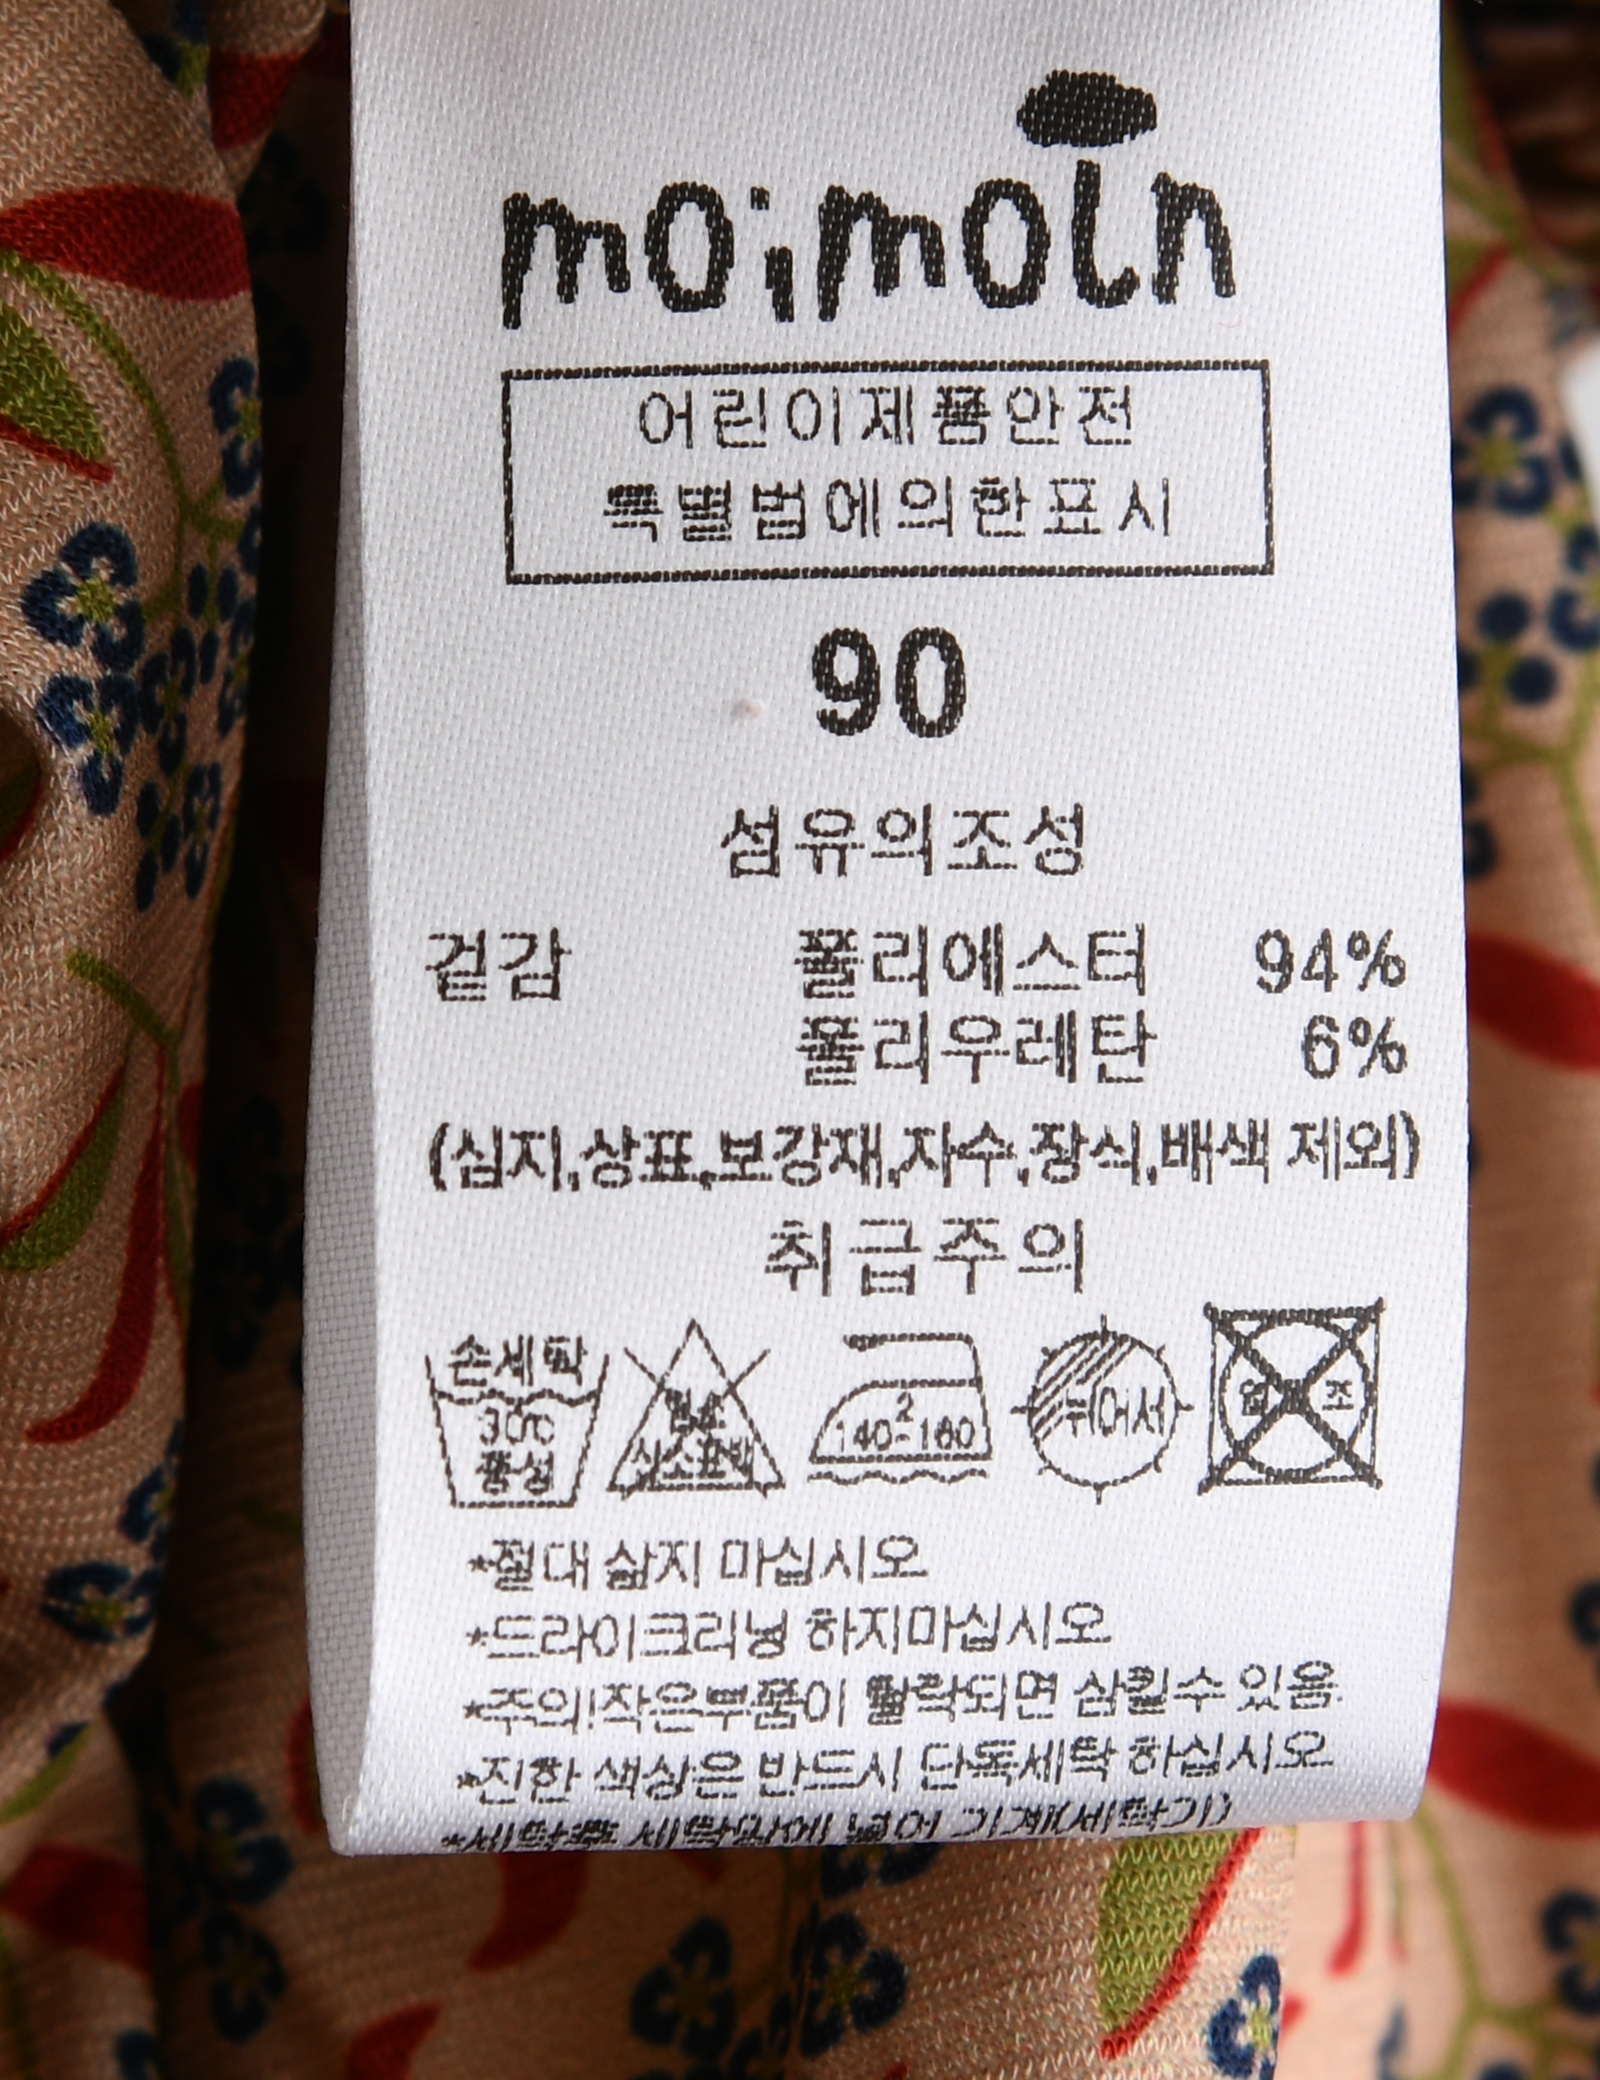 moimoln
어린이제품안전
특별법에의한표시
90
섬유의조성
겉감 폴리에스터 94%
폴리우레탄 6%
(심지,상표,보강재,자수,장식,배색 제외)
취급주의
손세탁
30℃
중성
염소
산소표백
2
140-160
뉘어서
염 조
*절대 삶지 마십시오
*드라이크리닝 하지마십시오
*주의!작은부품이 탈락되면 삼킬수 있음.
*진한 색상은 반드시 단독세탁 하십시오